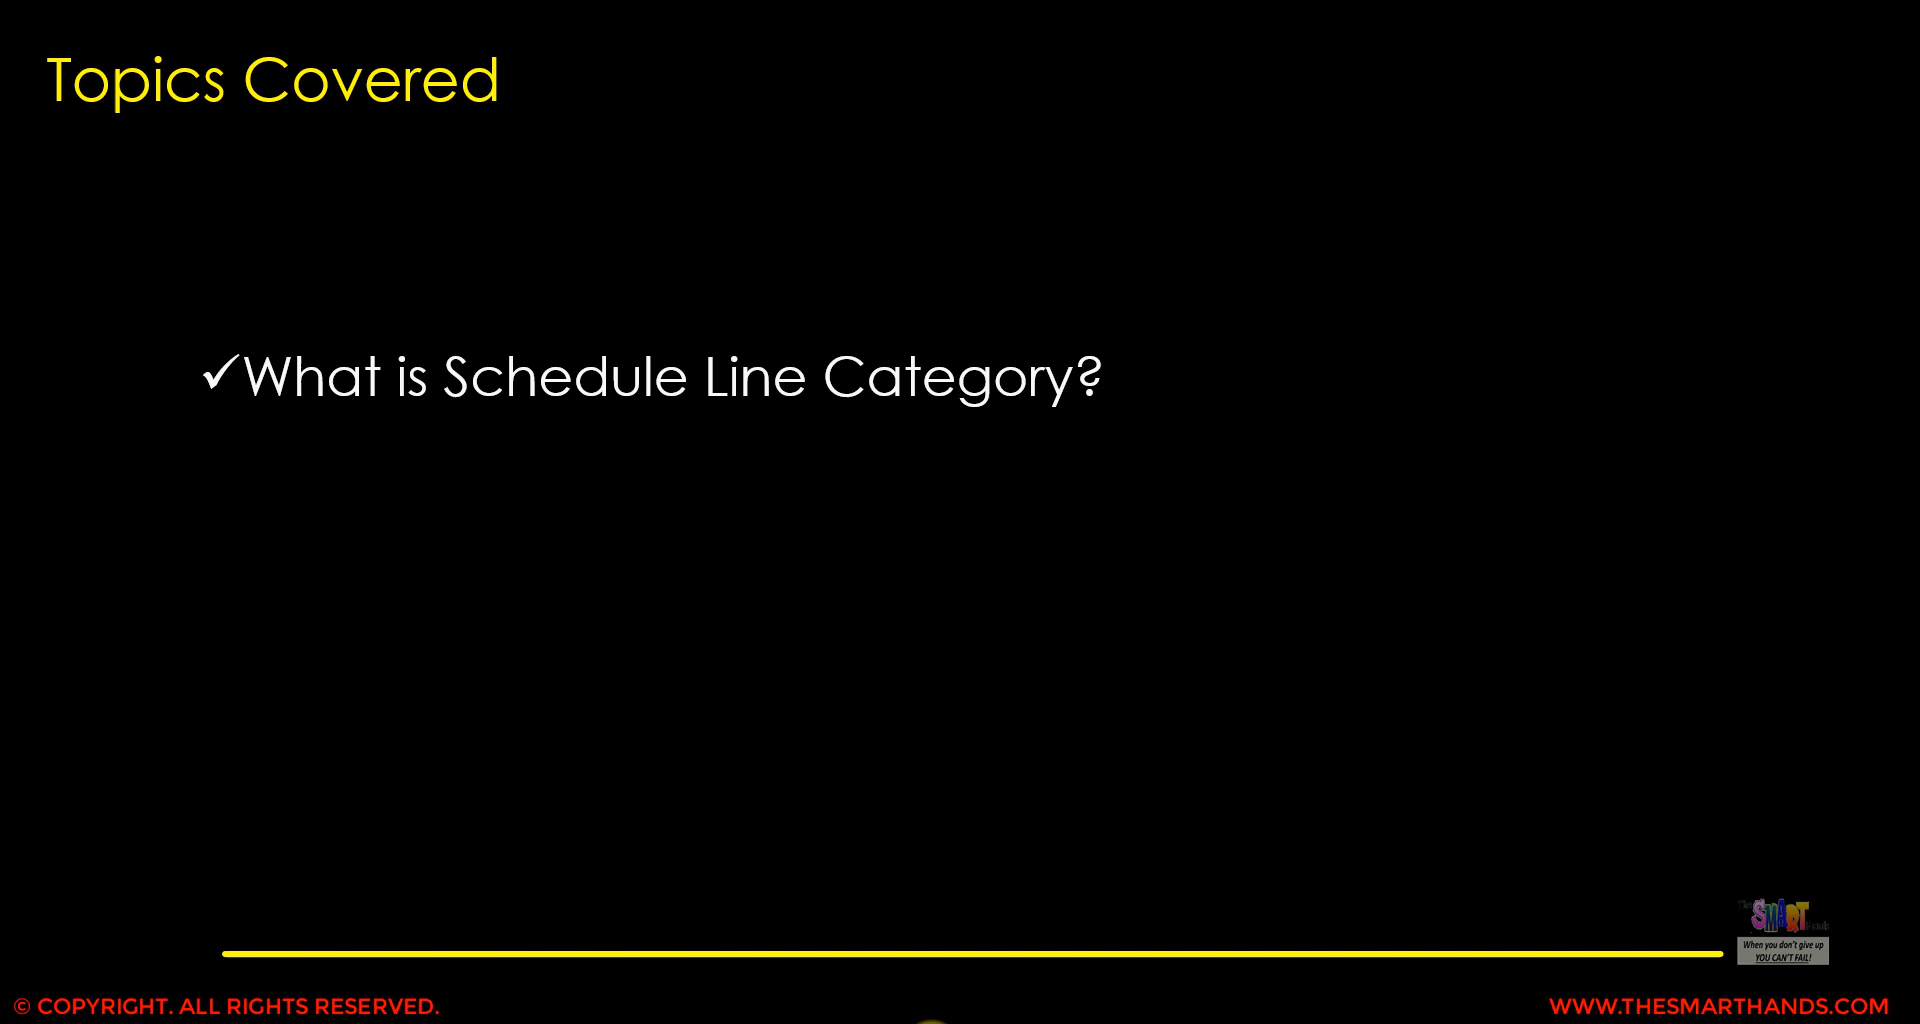 Topics Covered
✓What is Schedule Line Category?
SMART
When you don't give up
YOU CAN'T FAIL!
© COPYRIGHT. ALL RIGHTS RESERVED.
WWW.THESMARTHANDS.COM